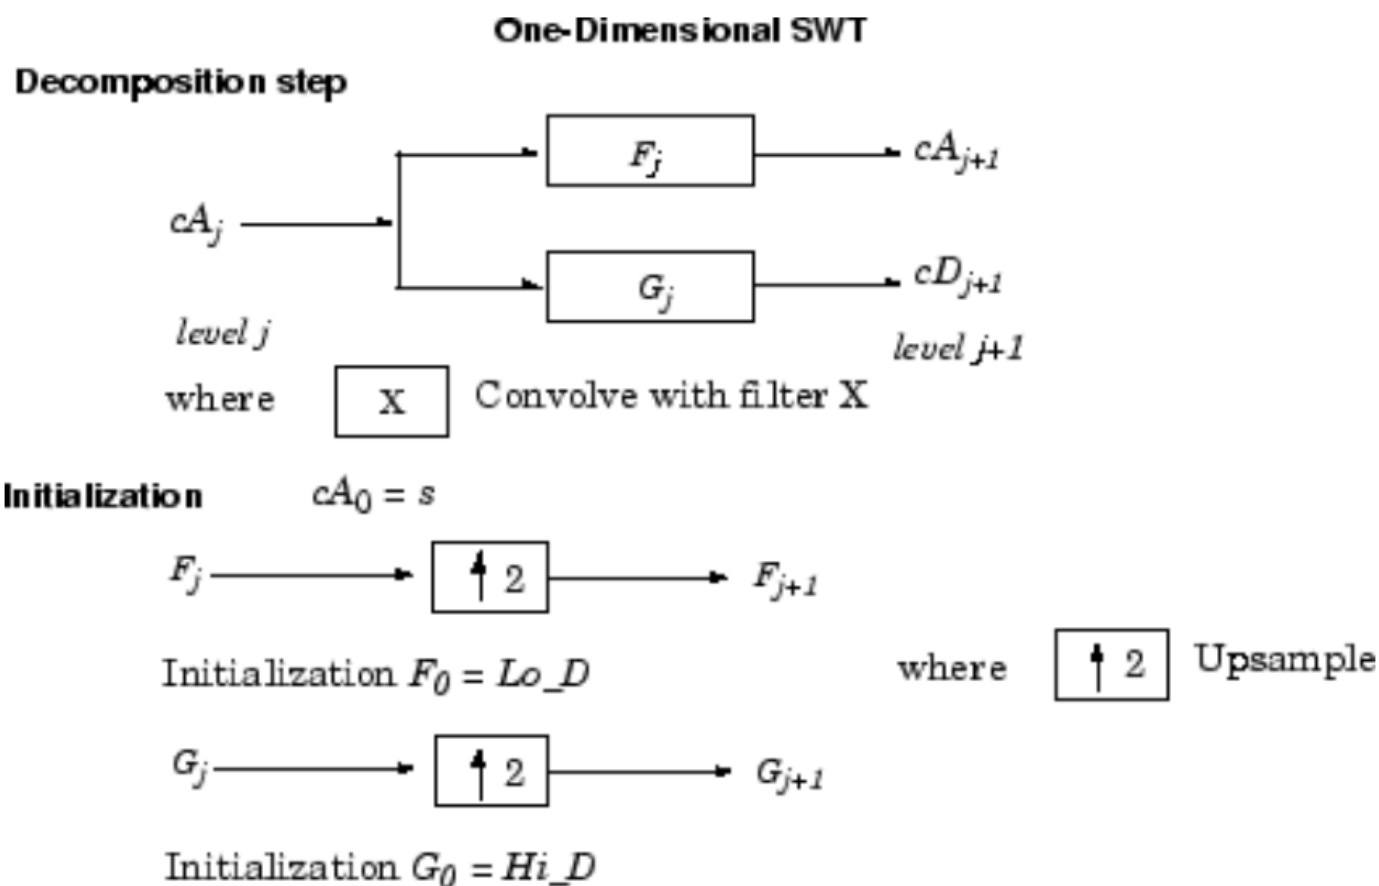 One-Dimensional SWT
Decomposition step
F_j
cA_{j+1}
cA_j
G_j
cD_{j+1}
level j
level j+1
where X Convolve with filter X
Initialization cA_0 = s
F_j ↑ 2 F_{j+1}
Initialization F_0 = Lo_D
where ↑ 2 Upsample
G_j ↑ 2 G_{j+1}
Initialization G_0 = Hi_D